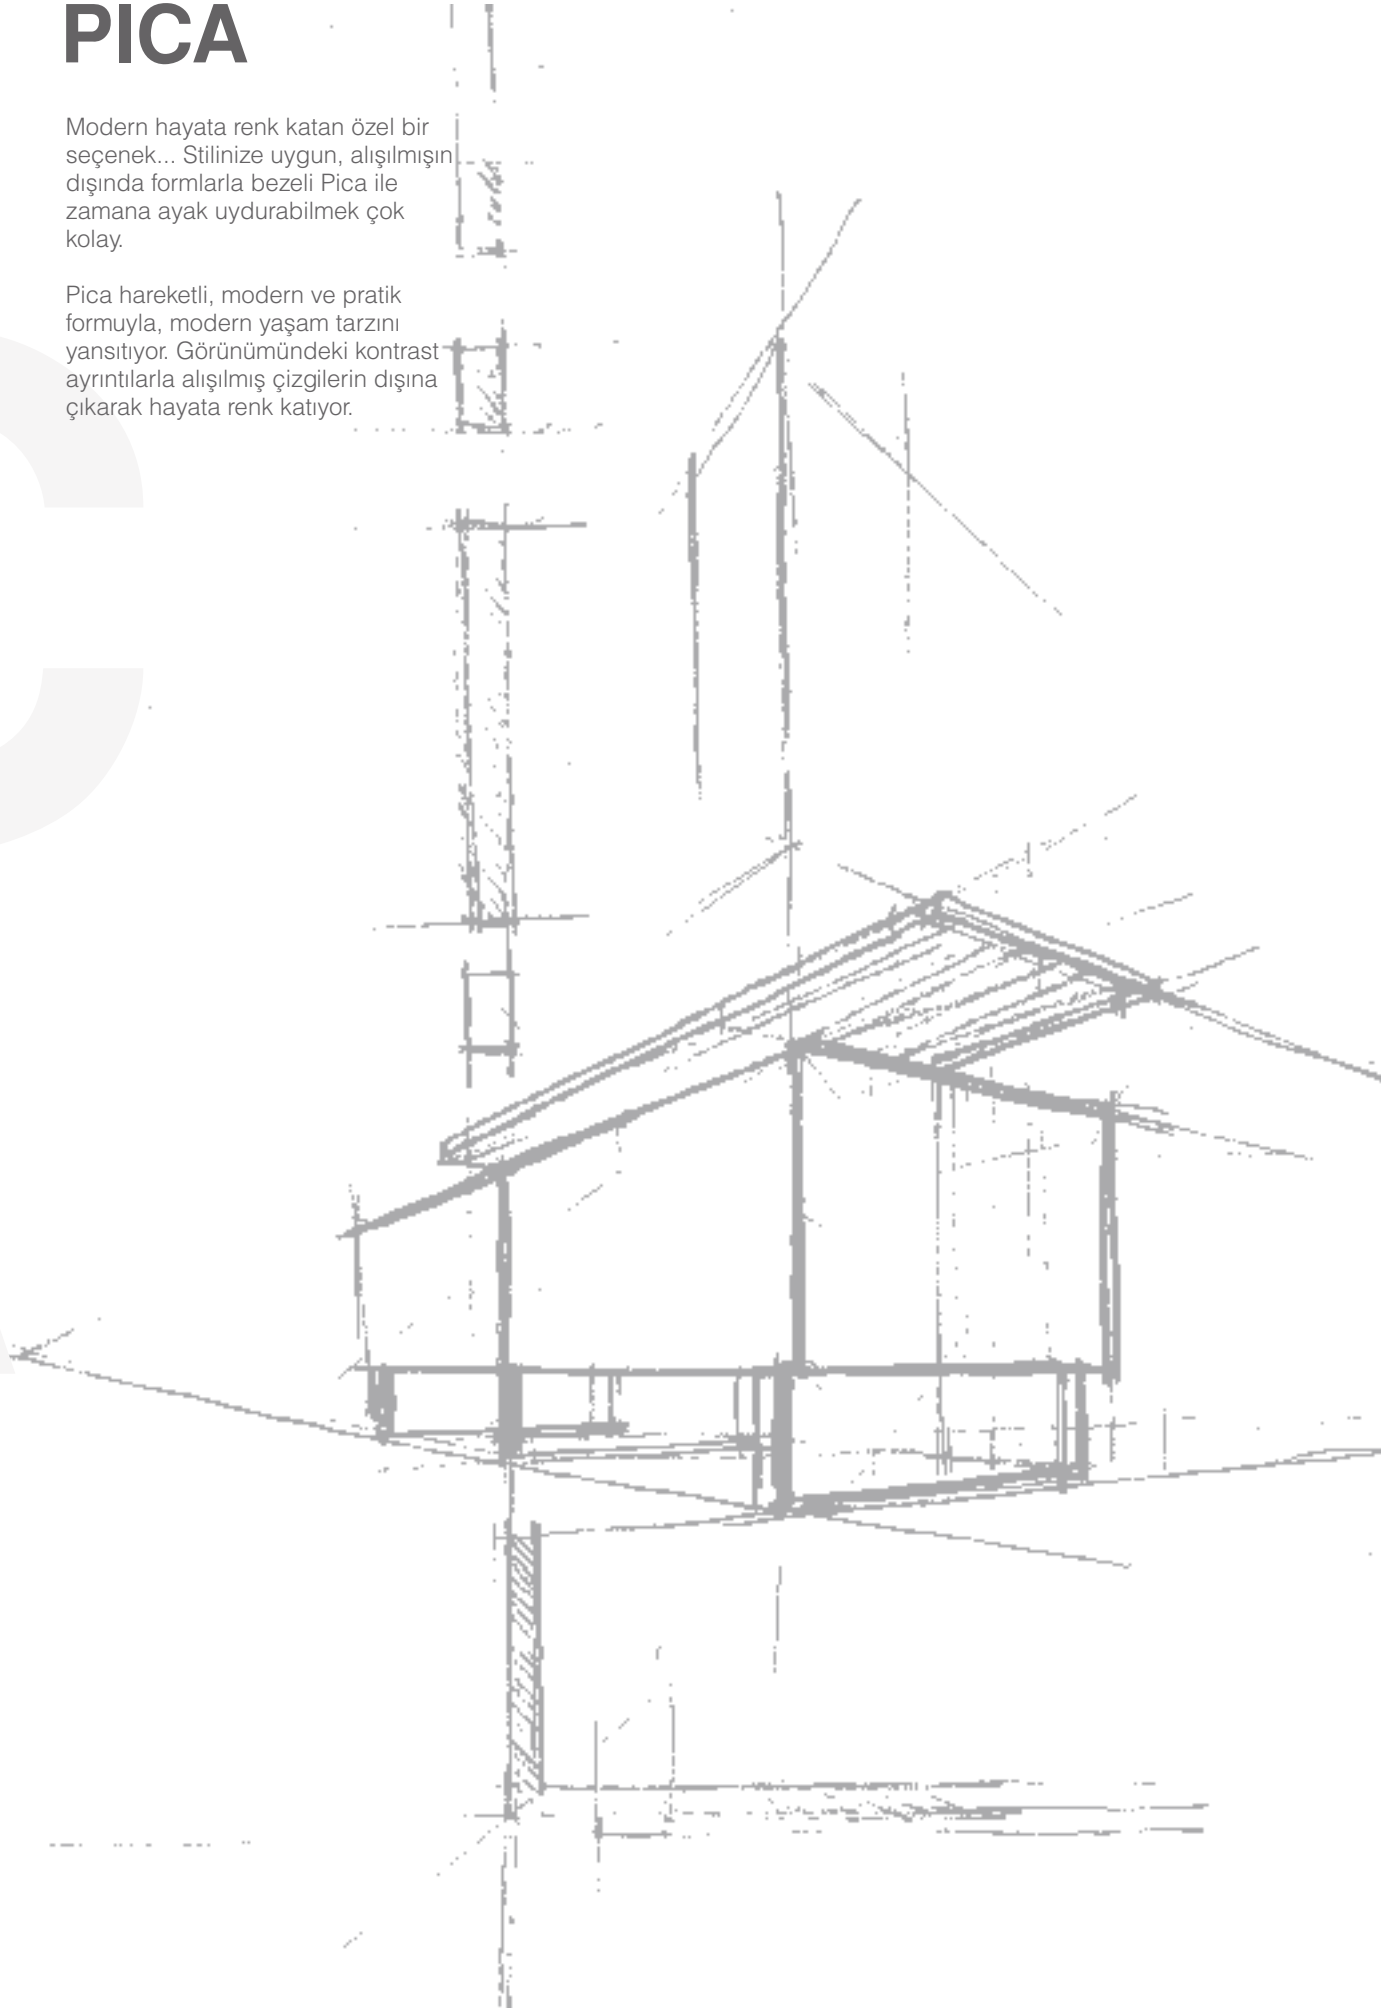 PICA
Modern hayata renk katan özel bir
seçenek... Stilinize uygun, alışılmışın
dışında formlarla bezeli Pica ile
zamana ayak uydurabilmek çok
kolay.
Pica hareketli, modern ve pratik
formuyla, modern yaşam tarzını
yansıtıyor. Görünümündeki kontrast
ayrıntılarla alışılmış çizgilerin dışına
çıkarak hayata renk katıyor.
C